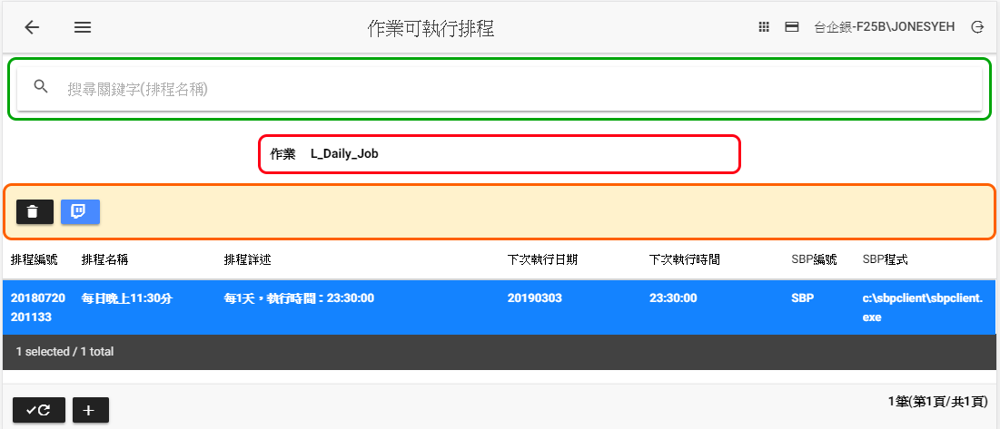 作業可執行排程
台企銀-F25B\JONESYEH
搜尋關鍵字(排程名稱)
作業 L_Daily_Job
排程編號 排程名稱 排程詳述 下次執行日期 下次執行時間 SBP編號 SBP程式
20180720 每日晚上11:30分 每1天，執行時間：23:30:00 20190303 23:30:00 SBP c:\sbpclient\sbpclient.
201133 exe
1 selected / 1 total
1筆(第1頁/共1頁)